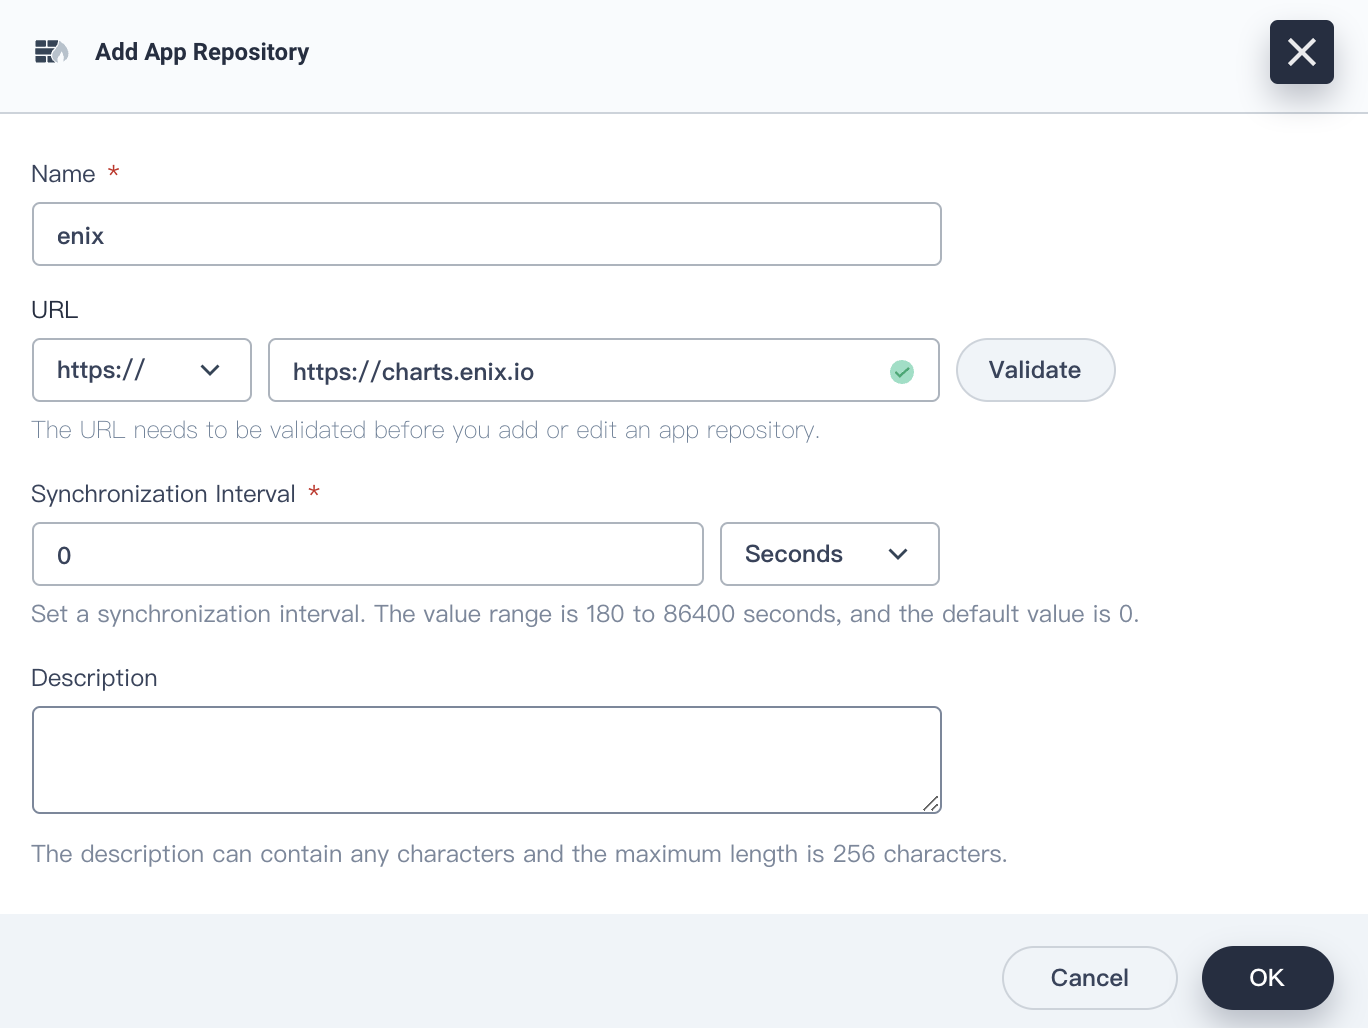 Add App Repository
Name *
enix
URL
https://
https://charts.enix.io
Validate
The URL needs to be validated before you add or edit an app repository.
Synchronization Interval *
0
Seconds
Set a synchronization interval. The value range is 180 to 86400 seconds, and the default value is 0.
Description
The description can contain any characters and the maximum length is 256 characters.
Cancel
OK